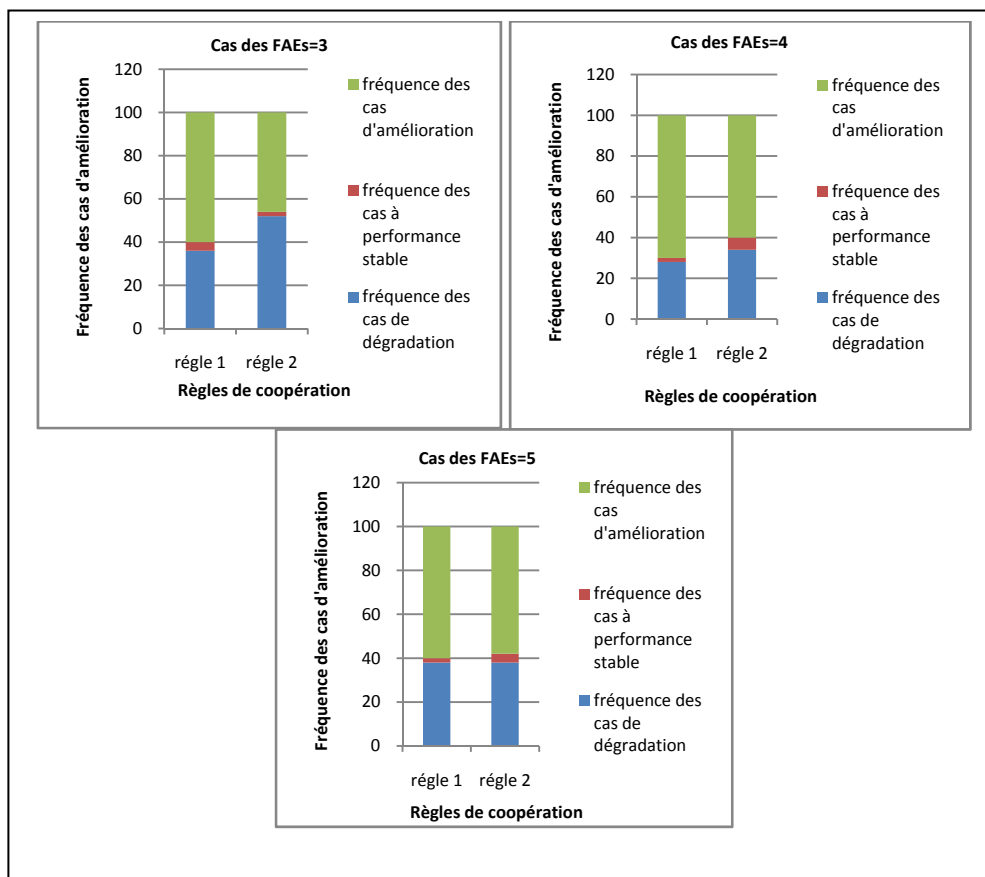 Cas des FAEs=3
Fréquence des cas d'amélioration
120
100
80
60
40
20
0
régle 1
régle 2
Règles de coopération
fréquence des
cas
d'amélioration
fréquence des
cas à
performance
stable
fréquence des
cas de
dégradation
Cas des FAEs=4
Fréquence des cas d'amélioration
120
100
80
60
40
20
0
régle 1
régle 2
Règles de coopération
fréquence des
cas
d'amélioration
fréquence des
cas à
performance
stable
fréquence des
cas de
dégradation
Cas des FAEs=5
Fréquence des cas d'amélioration
120
100
80
60
40
20
0
régle 1
régle 2
Règles de coopération
fréquence des
cas
d'amélioration
fréquence des
cas à
performance
stable
fréquence des
cas de
dégradation